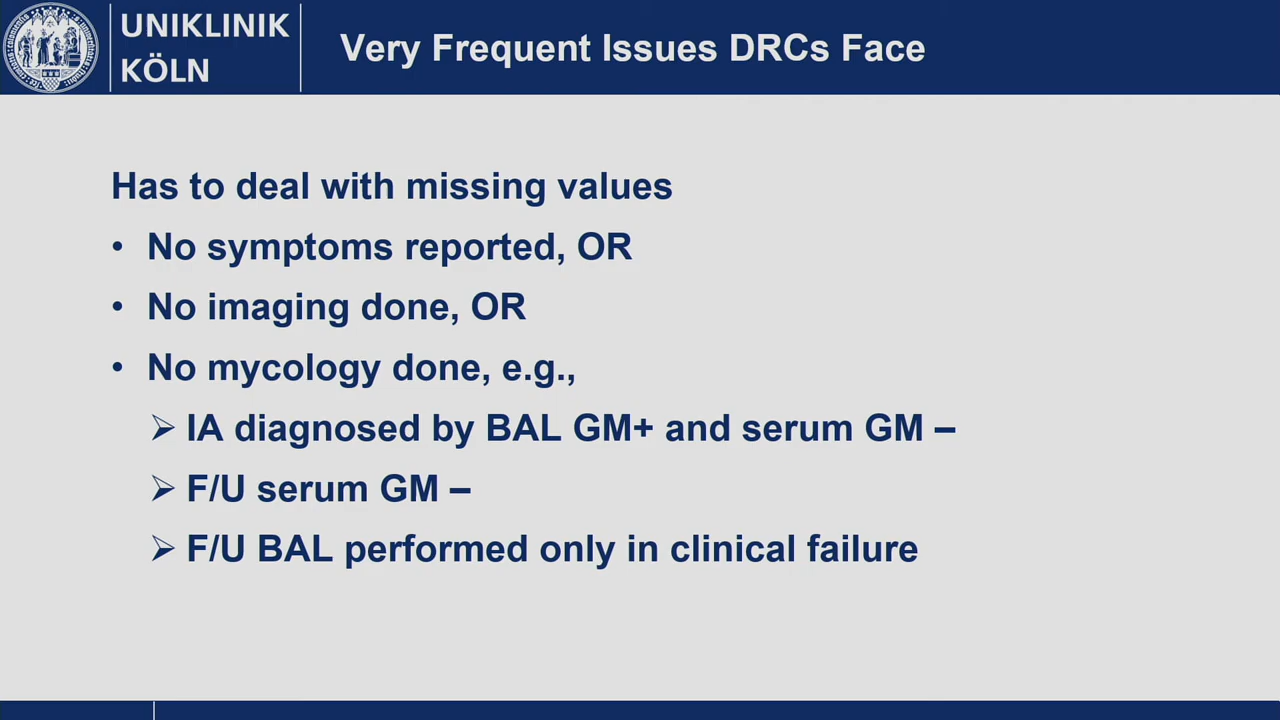 UNIKLINIK
KÖLN
Very Frequent Issues DRCs Face
Has to deal with missing values
• No symptoms reported, OR
• No imaging done, OR
• No mycology done, e.g.,
➢ IA diagnosed by BAL GM+ and serum GM –
➢ F/U serum GM –
➢ F/U BAL performed only in clinical failure